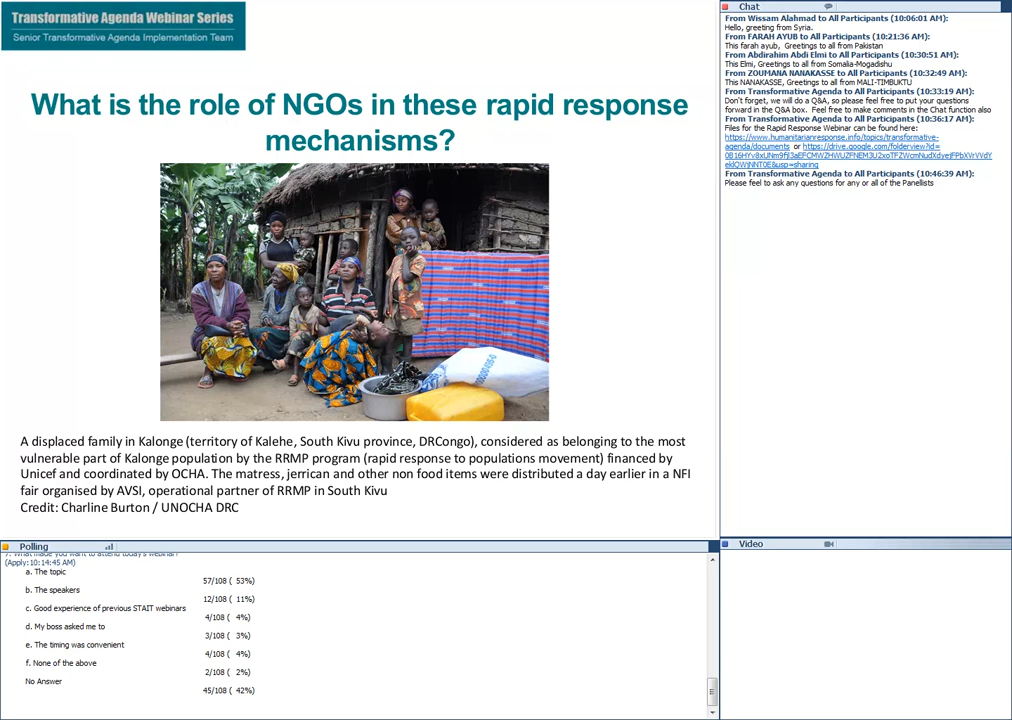 Transformative Agenda Webinar Series
Senior Transformative Agenda Implementation Team
What is the role of NGOs in these rapid response
mechanisms?
A displaced family in Kalonge (territory of Kalehe, South Kivu province, DRCongo), considered as belonging to the most
vulnerable part of Kalonge population by the RRMP program (rapid response to populations movement) financed by
Unicef and coordinated by OCHA. The matress, jerrican and other non food items were distributed a day earlier in a NFI
fair organised by AVSI, operational partner of RRMP in South Kivu
Credit: Charline Burton / UNOCHA DRC
Polling
7. What made you want to attend today's webinar?
(Apply:10:14:45 AM)
a. The topic
57/108 ( 53%)
b. The speakers
12/108 ( 11%)
c. Good experience of previous STAIT webinars
4/108 ( 4%)
d. My boss asked me to
3/108 ( 3%)
e. The timing was convenient
4/108 ( 4%)
f. None of the above
2/108 ( 2%)
No Answer
45/108 ( 42%)
Chat
From Wissam Alahmad to All Participants (10:06:01 AM):
Hello, greeting from Syria.
From FARAH AYUB to All Participants (10:21:36 AM):
This farah ayub, Greetings to all from Pakistan
From Abdirahim Abdi Elmi to All Participants (10:30:51 AM):
This Elmi, Greetings to all from Somalia-Mogadishu
From ZOUMANA NANAKASSE to All Participants (10:32:49 AM):
This NANAKASSE, Greetings to all from MALI-TIMBUKTU
From Transformative Agenda to All Participants (10:33:19 AM):
Don't forget, we will do a Q&A, so please feel free to put your questions
forward in the Q&A box. Feel free to make comments in the Chat function also
From Transformative Agenda to All Participants (10:36:17 AM):
Files for the Rapid Response Webinar can be found here:
https://www.humanitarianresponse.info/topics/transformative-
agenda/documents or https://drive.google.com/folderview?id=
From Transformative Agenda to All Participants (10:46:39 AM):
Please feel to ask any questions for any or all of the Panellists
Video